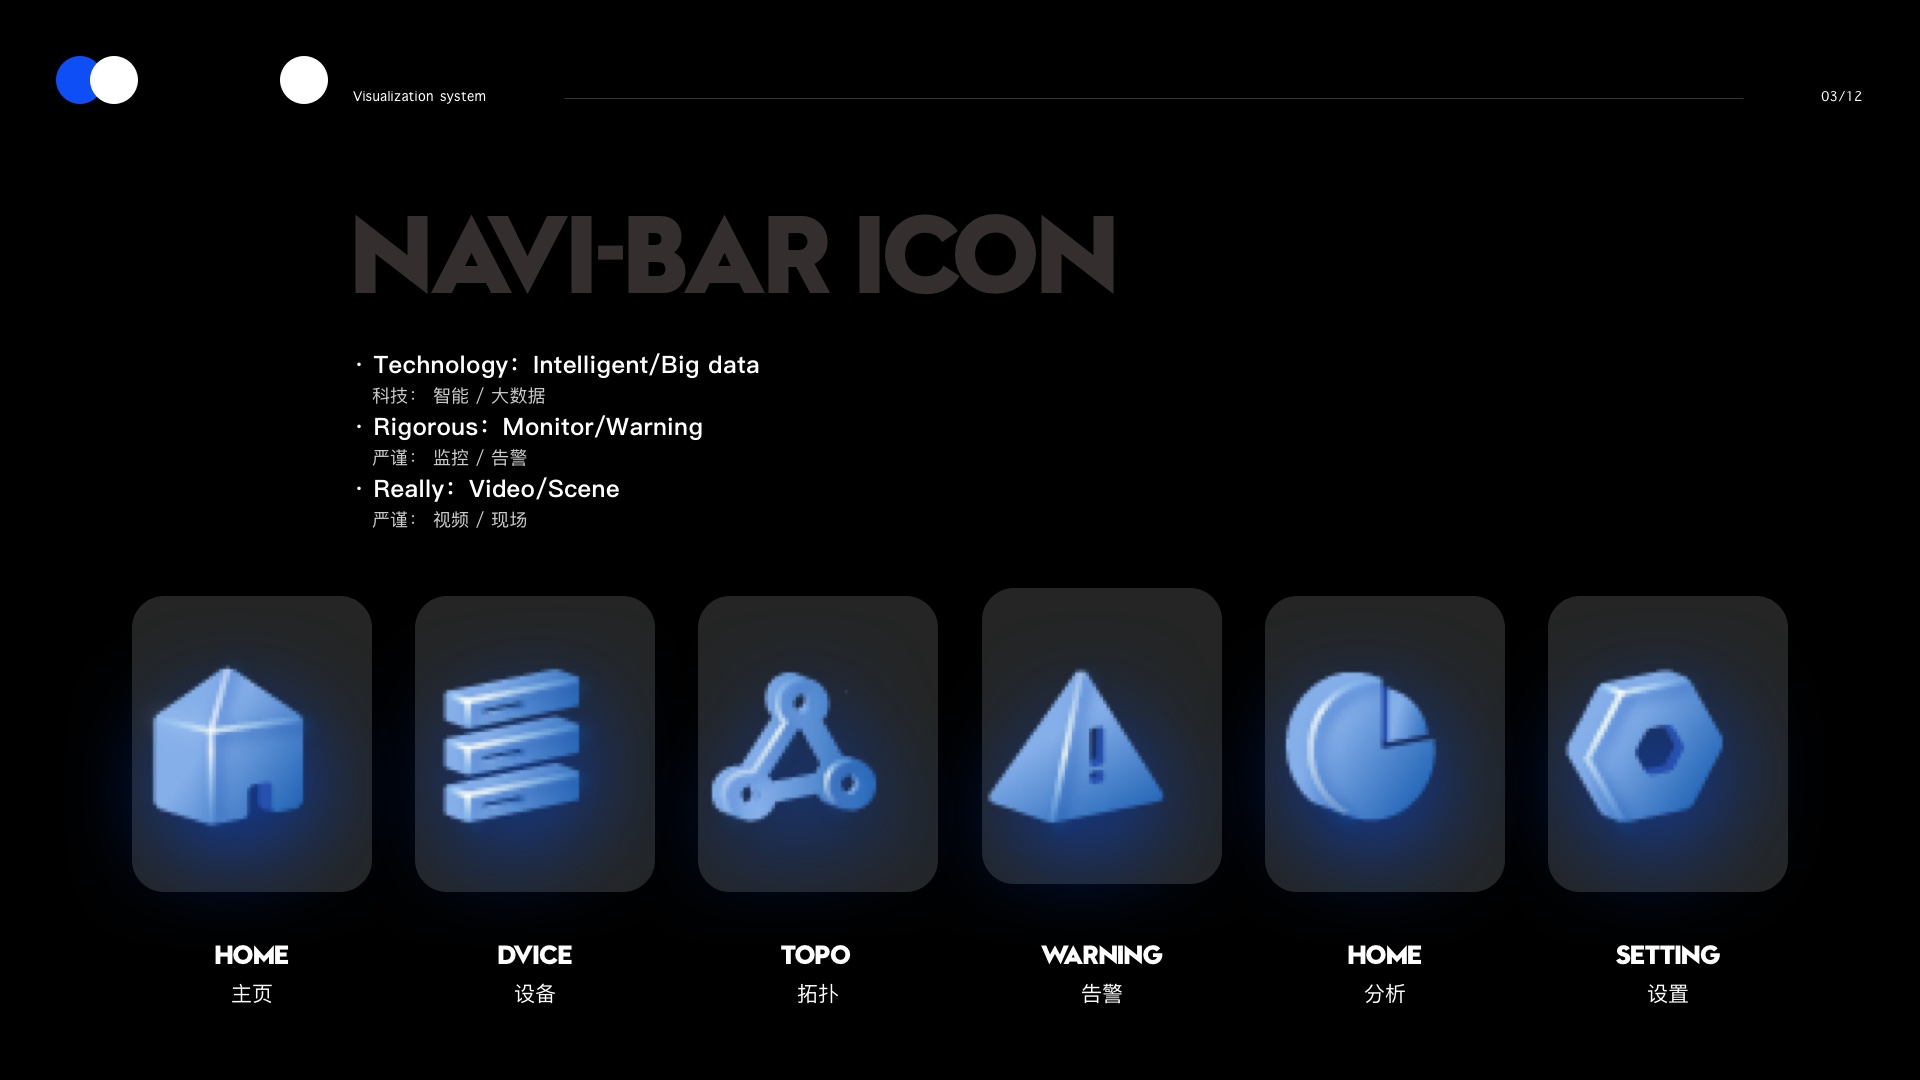 Visualization system
03/12
NAVI-BAR ICON
· Technology：Intelligent/Big data
科技： 智能 / 大数据
· Rigorous：Monitor/Warning
严谨： 监控 / 告警
· Really：Video/Scene
严谨： 视频 / 现场
HOME
主页
DVICE
设备
TOPO
拓扑
WARNING
告警
HOME
分析
SETTING
设置